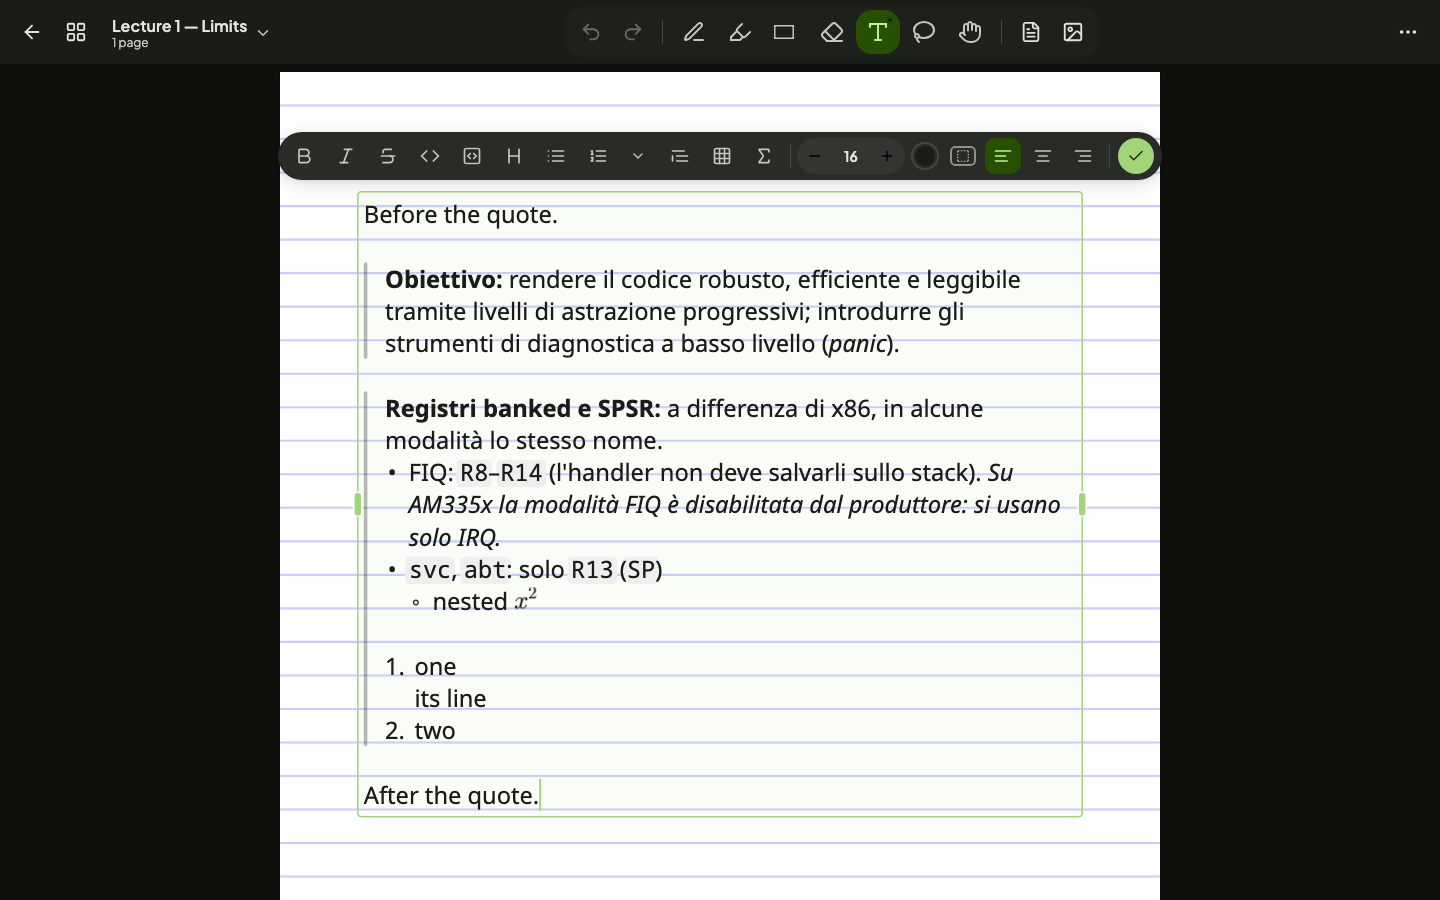 Lecture 1 — Limits
1 page
16
Before the quote.
Obiettivo: rendere il codice robusto, efficiente e leggibile
tramite livelli di astrazione progressivi; introdurre gli
strumenti di diagnostica a basso livello (panic).
Registri banked e SPSR: a differenza di x86, in alcune
modalità lo stesso nome.
• FIQ: R8–R14 (l'handler non deve salvarli sullo stack). Su
AM335x la modalità FIQ è disabilitata dal produttore: si usano
solo IRQ.
• svc, abt: solo R13 (SP)
◦ nested x²
1. one
its line
2. two
After the quote.